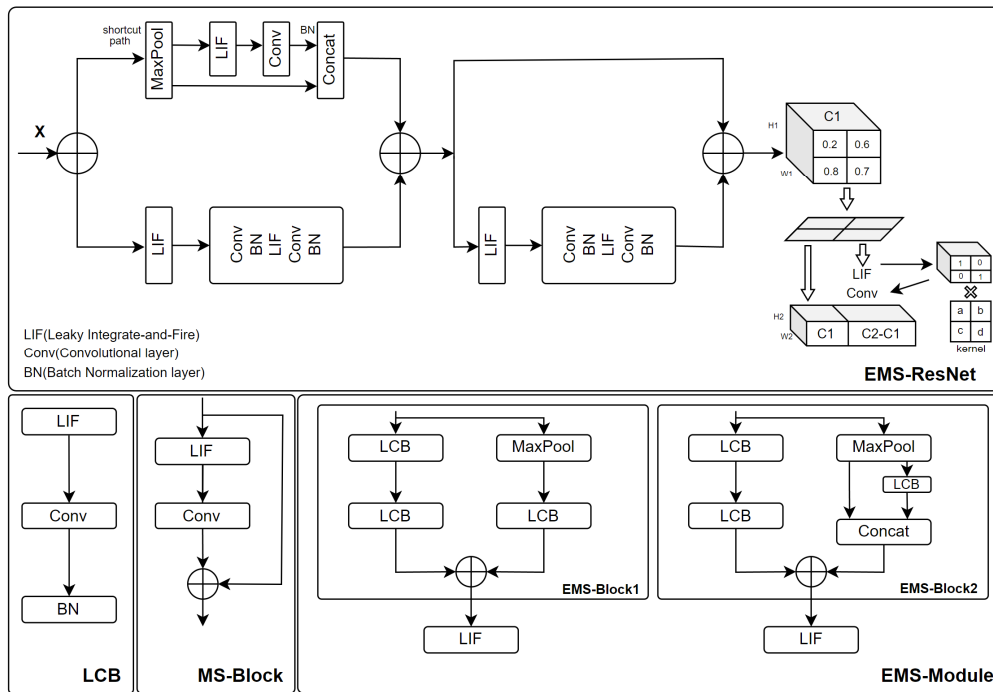 shortcut
path
MaxPool
LIF
Conv
BN
Concat
X
LIF
Conv
BN
LIF
Conv
BN
LIF
Conv
BN
LIF
Conv
BN
C1
H1
W1
0.2 0.6
0.8 0.7
LIF
Conv
1 0
0 1
a b
c d
kernel
H2
W2
C1 C2-C1
LIF(Leaky Integrate-and-Fire)
Conv(Convolutional layer)
BN(Batch Normalization layer)
EMS-ResNet
LIF
Conv
BN
LCB
LIF
Conv
MS-Block
LCB MaxPool
LCB LCB
EMS-Block1
LIF
LCB MaxPool
LCB
LCB
Concat
EMS-Block2
LIF
EMS-Module